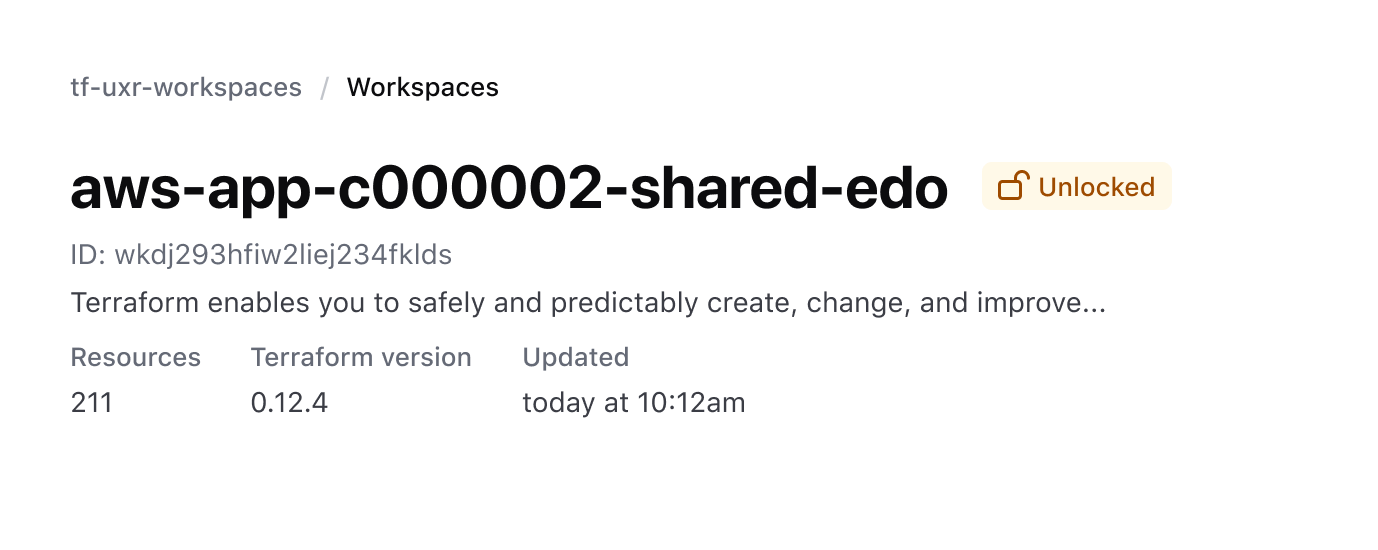 tf-uxr-workspaces / Workspaces
aws-app-c000002-shared-edo Unlocked
ID: wkdj293hfiw2liej234fklds
Terraform enables you to safely and predictably create, change, and improve...
Resources Terraform version Updated
211 0.12.4 today at 10:12am